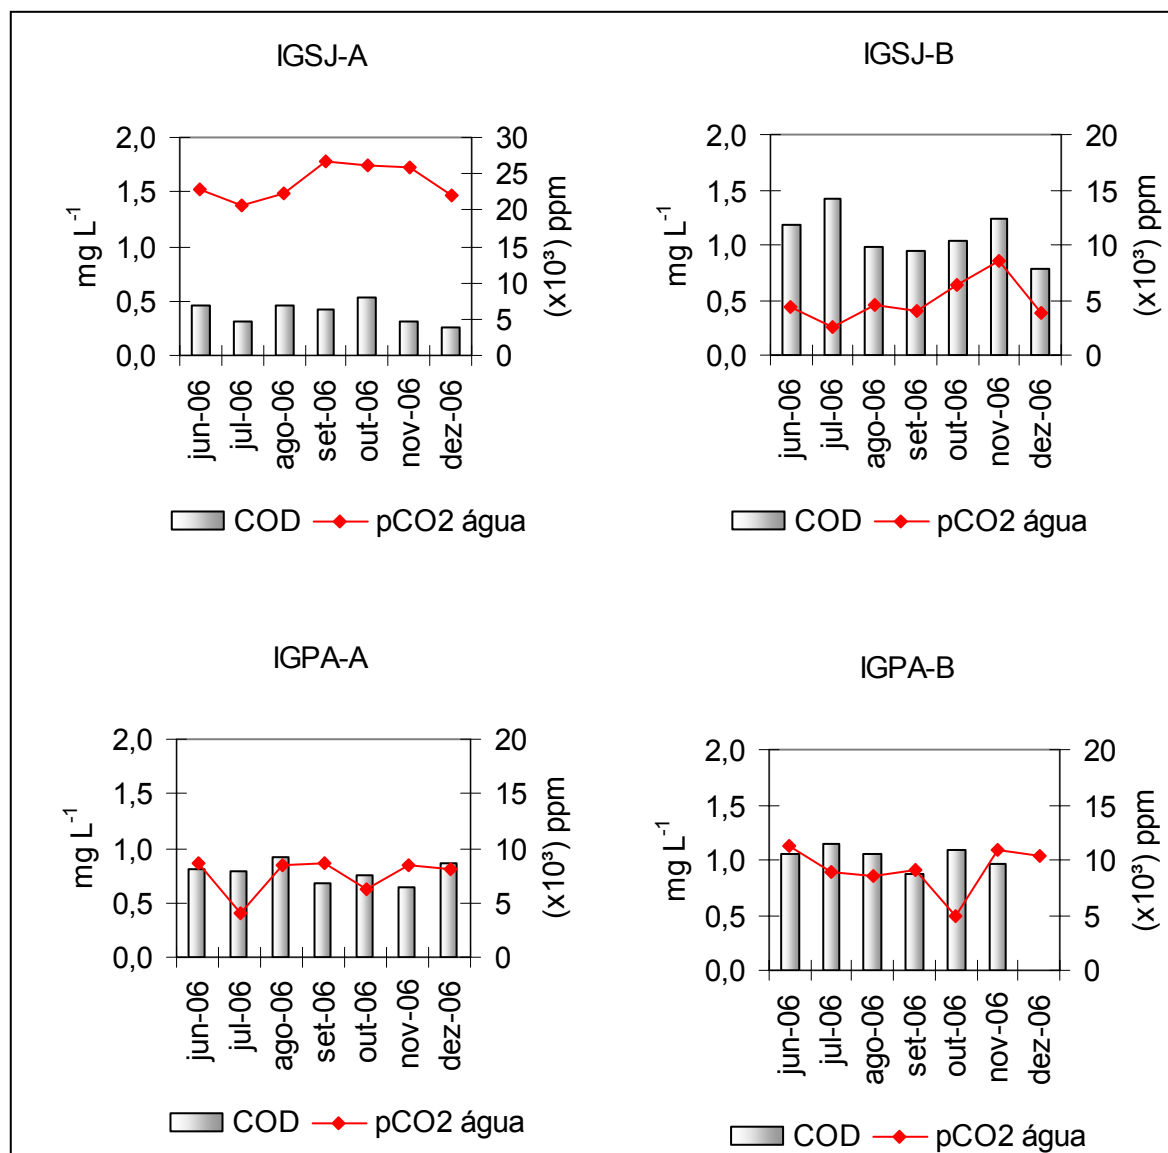 IGSJ-A
2,0
1,5
1,0
0,5
0,0
mg L⁻¹
30
25
20
15
10
5
0
(x10³) ppm
jun-06
jul-06
ago-06
set-06
out-06
nov-06
dez-06
COD pCO2 água
IGSJ-B
2,0
1,5
1,0
0,5
0,0
mg L⁻¹
20
15
10
5
0
(x10³) ppm
jun-06
jul-06
ago-06
set-06
out-06
nov-06
dez-06
COD pCO2 água
IGPA-A
2,0
1,5
1,0
0,5
0,0
mg L⁻¹
20
15
10
5
0
(x10³) ppm
jun-06
jul-06
ago-06
set-06
out-06
nov-06
dez-06
COD pCO2 água
IGPA-B
2,0
1,5
1,0
0,5
0,0
mg L⁻¹
20
15
10
5
0
(x10³) ppm
jun-06
jul-06
ago-06
set-06
out-06
nov-06
dez-06
COD pCO2 água